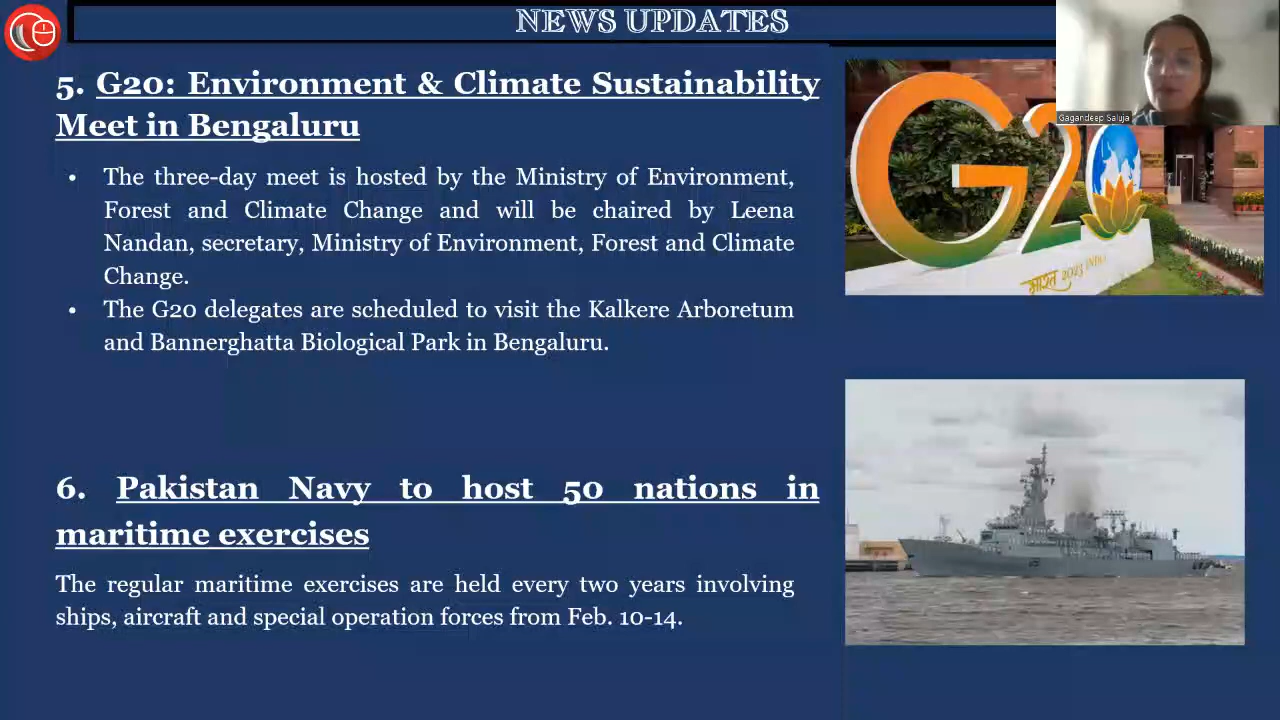 NEWS UPDATES
Gagandeep Saluja
5. G20: Environment & Climate Sustainability
Meet in Bengaluru
• The three-day meet is hosted by the Ministry of Environment,
Forest and Climate Change and will be chaired by Leena
Nandan, secretary, Ministry of Environment, Forest and Climate
Change.
• The G20 delegates are scheduled to visit the Kalkere Arboretum
and Bannerghatta Biological Park in Bengaluru.
G20
भारत 2023 INDIA
6. Pakistan Navy to host 50 nations in
maritime exercises
The regular maritime exercises are held every two years involving
ships, aircraft and special operation forces from Feb. 10-14.